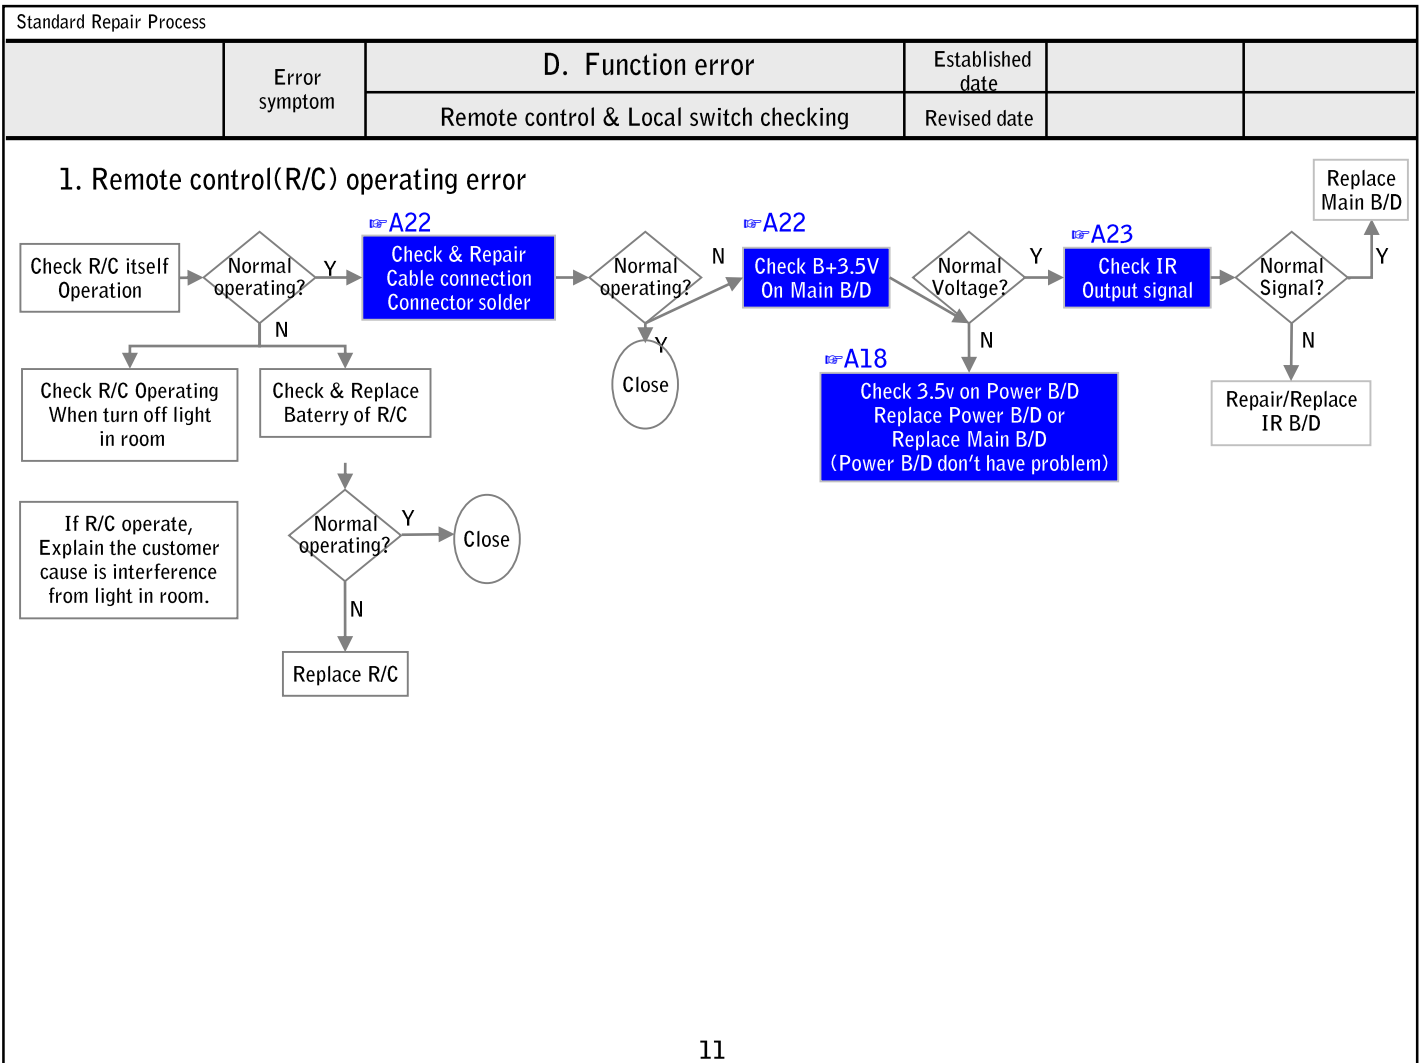 Standard Repair Process
Error
symptom
D. Function error
Established
date
Remote control & Local switch checking
Revised date
1. Remote control(R/C) operating error
Replace
Main B/D
☞A22
☞A22
☞A23
Check R/C itself
Operation
Normal
operating?
Y
Check & Repair
Cable connection
Connector solder
Normal
operating?
N
Check B+3.5V
On Main B/D
Normal
Voltage?
Y
Check IR
Output signal
Normal
Signal?
Y
N
Y
N
N
Close
☞A18
Check R/C Operating
When turn off light
in room
Check & Replace
Baterry of R/C
Check 3.5v on Power B/D
Replace Power B/D or
Replace Main B/D
(Power B/D don't have problem)
Repair/Replace
IR B/D
If R/C operate,
Explain the customer
cause is interference
from light in room.
Normal
operating?
Y
Close
N
Replace R/C
11